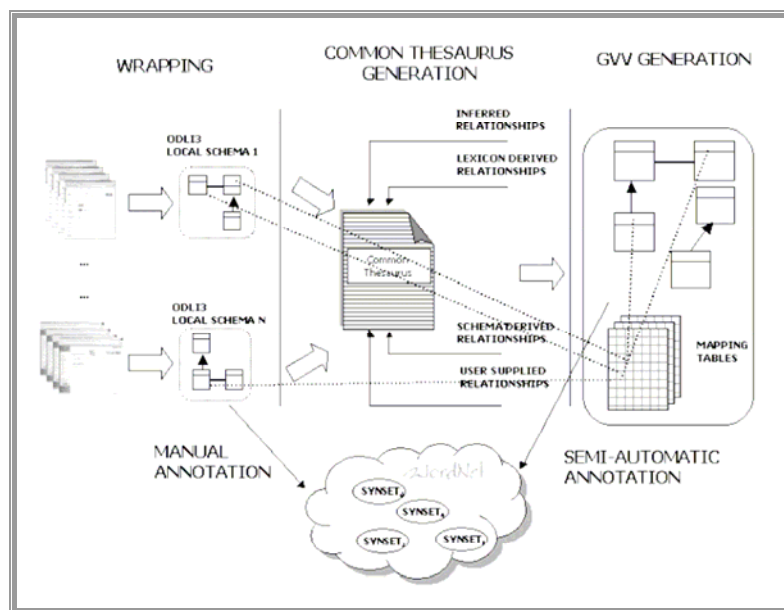 WRAPPING
COMMON THESAURUS
GENERATION
GVV GENERATION
ODLI3
LOCAL SCHEMA 1
INFERRED
RELATIONSHIPS
LEXICON DERIVED
RELATIONSHIPS
Common
Thesaurus
...
...
ODLI3
LOCAL SCHEMA N
SCHEMA DERIVED
RELATIONSHIPS
USER SUPPLIED
RELATIONSHIPS
MAPPING
TABLES
MANUAL
ANNOTATION
SEMI-AUTOMATIC
ANNOTATION
WordNet
SYNSET
SYNSET
SYNSET
SYNSET